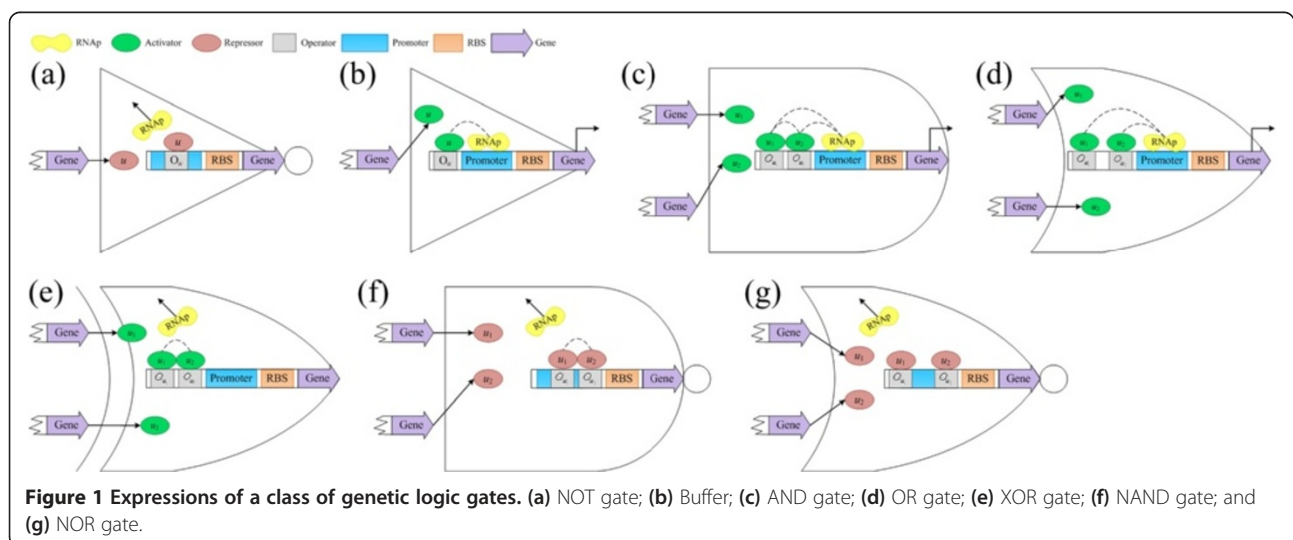 RNAp Activator Repressor Operator Promoter RBS Gene
(a) (b) (c) (d)
RNAp
u
Gene u Oᵤ RBS Gene
u
u RNAp
Gene Oᵤ Promoter RBS Gene
Gene u₁
u₁ u₂ RNAp
u₂ Promoter RBS Gene
Gene
Gene u₁
u₁ u₂ RNAp
Promoter RBS Gene
Gene u₂
(e) (f) (g)
RNAp
Gene u₁
u₁ u₂
Promoter RBS Gene
Gene u₂
RNAp
Gene u₁
u₁ u₂
u₂ RBS Gene
Gene
RNAp
Gene u₁
u₁ u₂
u₂ RBS Gene
Gene
Figure 1 Expressions of a class of genetic logic gates. (a) NOT gate; (b) Buffer; (c) AND gate; (d) OR gate; (e) XOR gate; (f) NAND gate; and
(g) NOR gate.